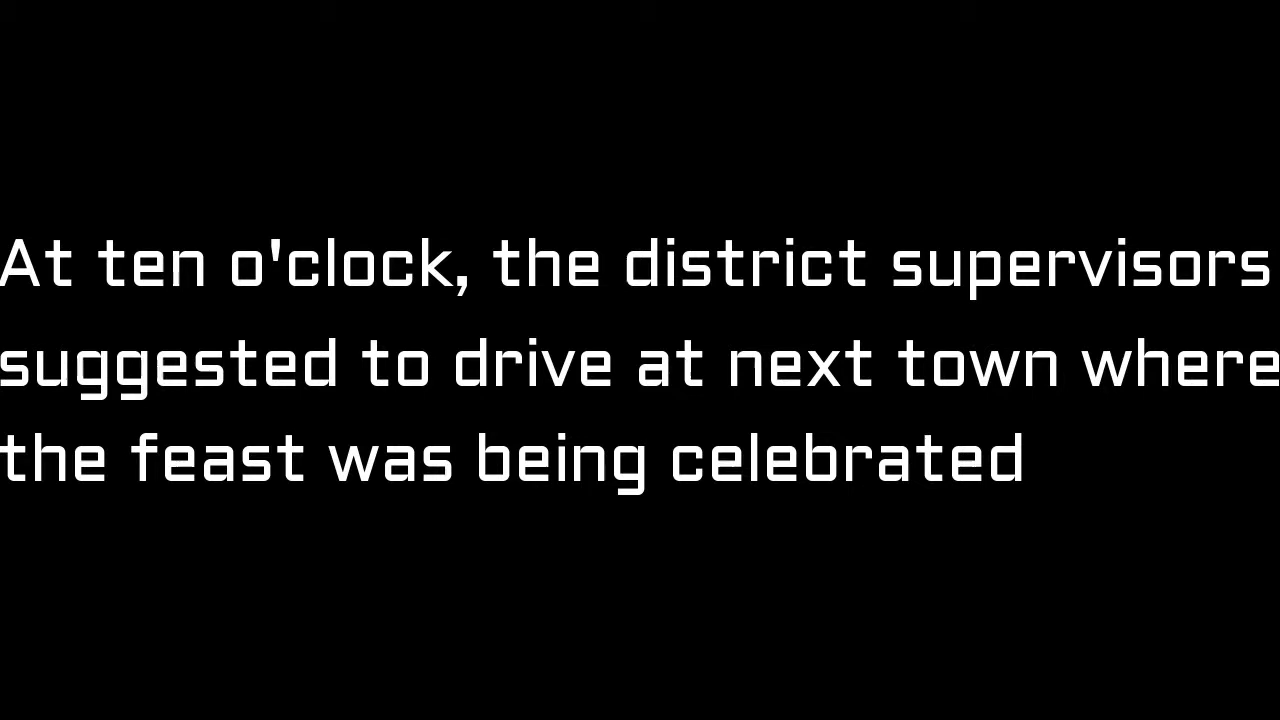 At ten o'clock, the district supervisors
suggested to drive at next town where
the feast was being celebrated